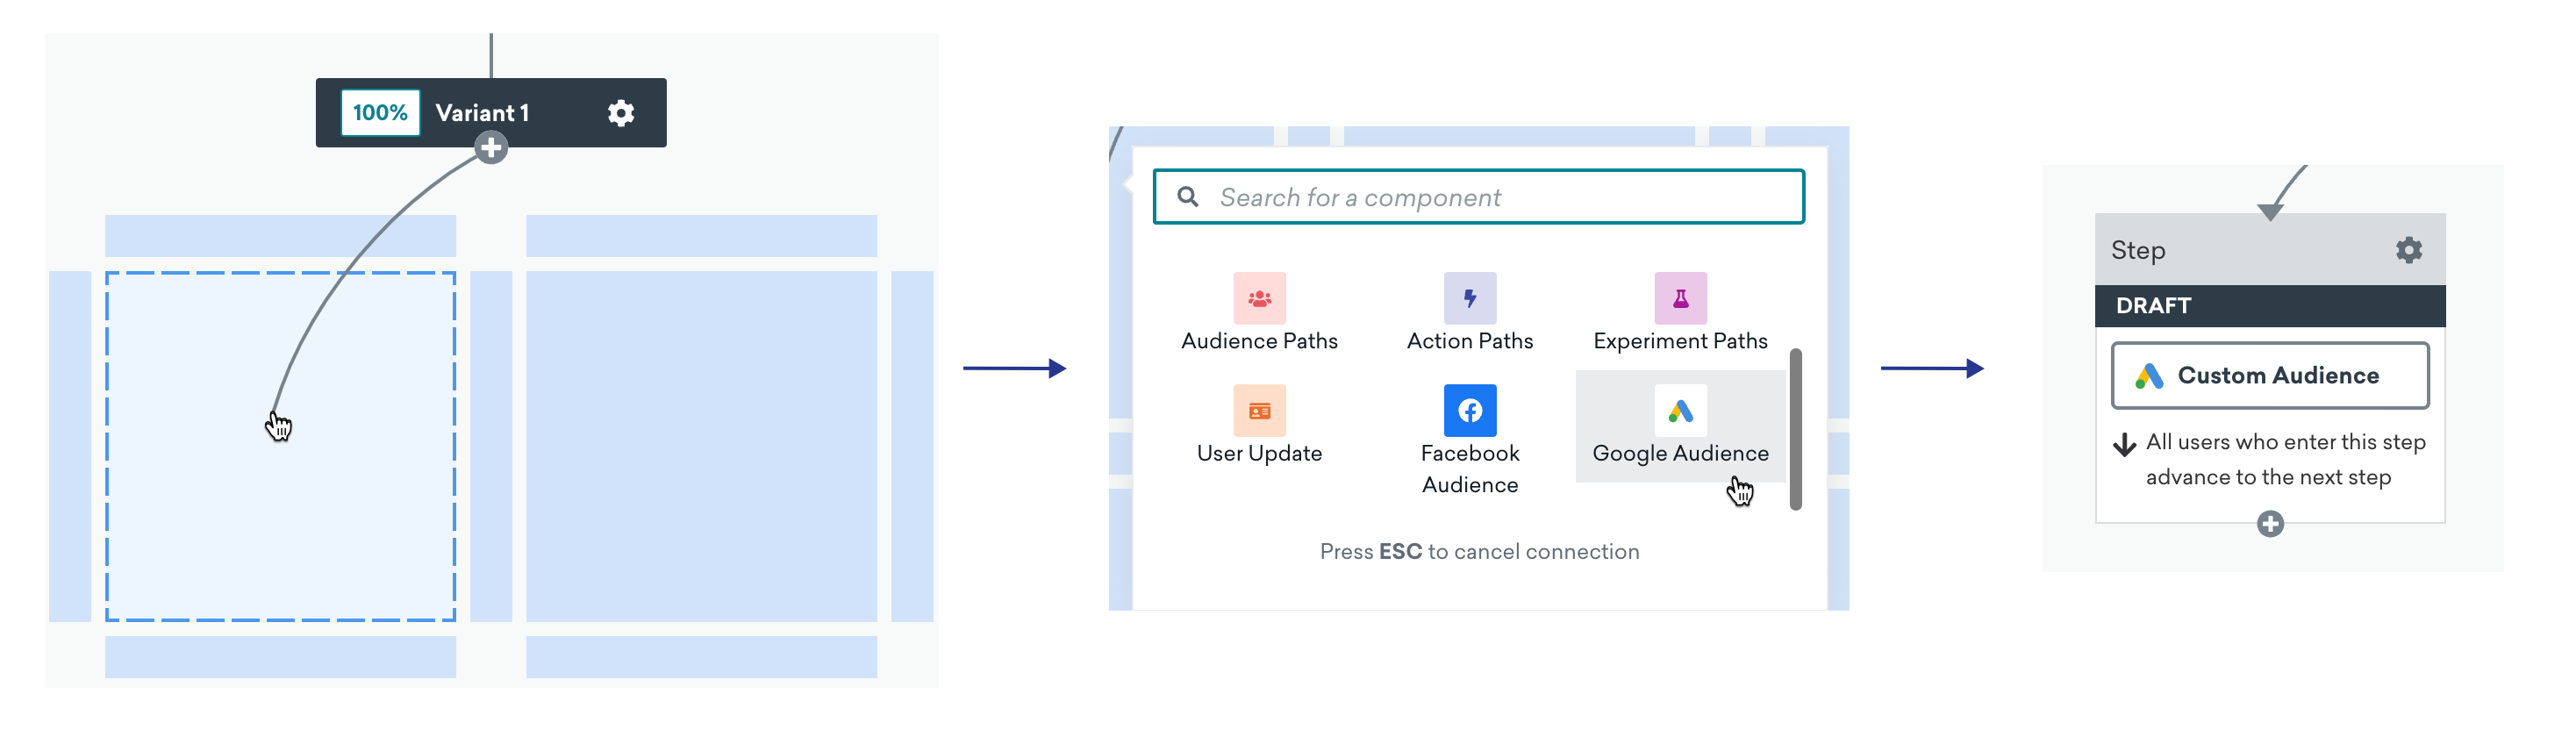 100% Variant 1
Search for a component
Audience Paths
Action Paths
Experiment Paths
User Update
Facebook
Audience
Google Audience
Press ESC to cancel connection
Step
DRAFT
Custom Audience
All users who enter this step
advance to the next step